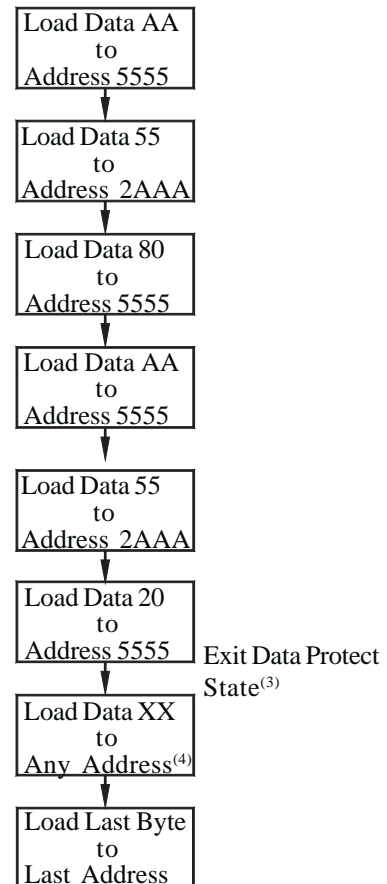 Load Data AA
to
Address 5555
Load Data 55
to
Address 2AAA
Load Data 80
to
Address 5555
Load Data AA
to
Address 5555
Load Data 55
to
Address 2AAA
Load Data 20
to
Address 5555
Exit Data Protect
State(3)
Load Data XX
to
Any Address(4)
Load Last Byte
to
Last Address